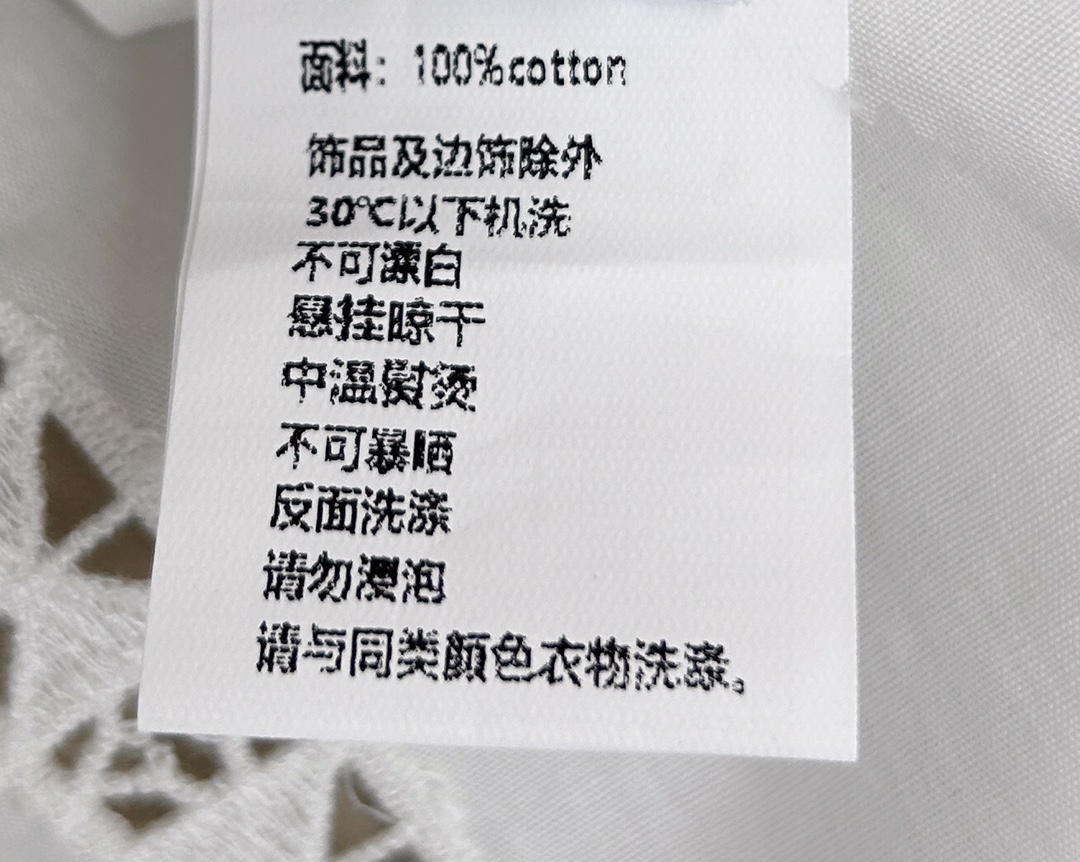 面料：100%cotton
饰品及边饰除外
30℃以下机洗
不可漂白
悬挂晾干
中温熨烫
不可暴晒
反面洗涤
请勿浸泡
请与同类颜色衣物洗涤。